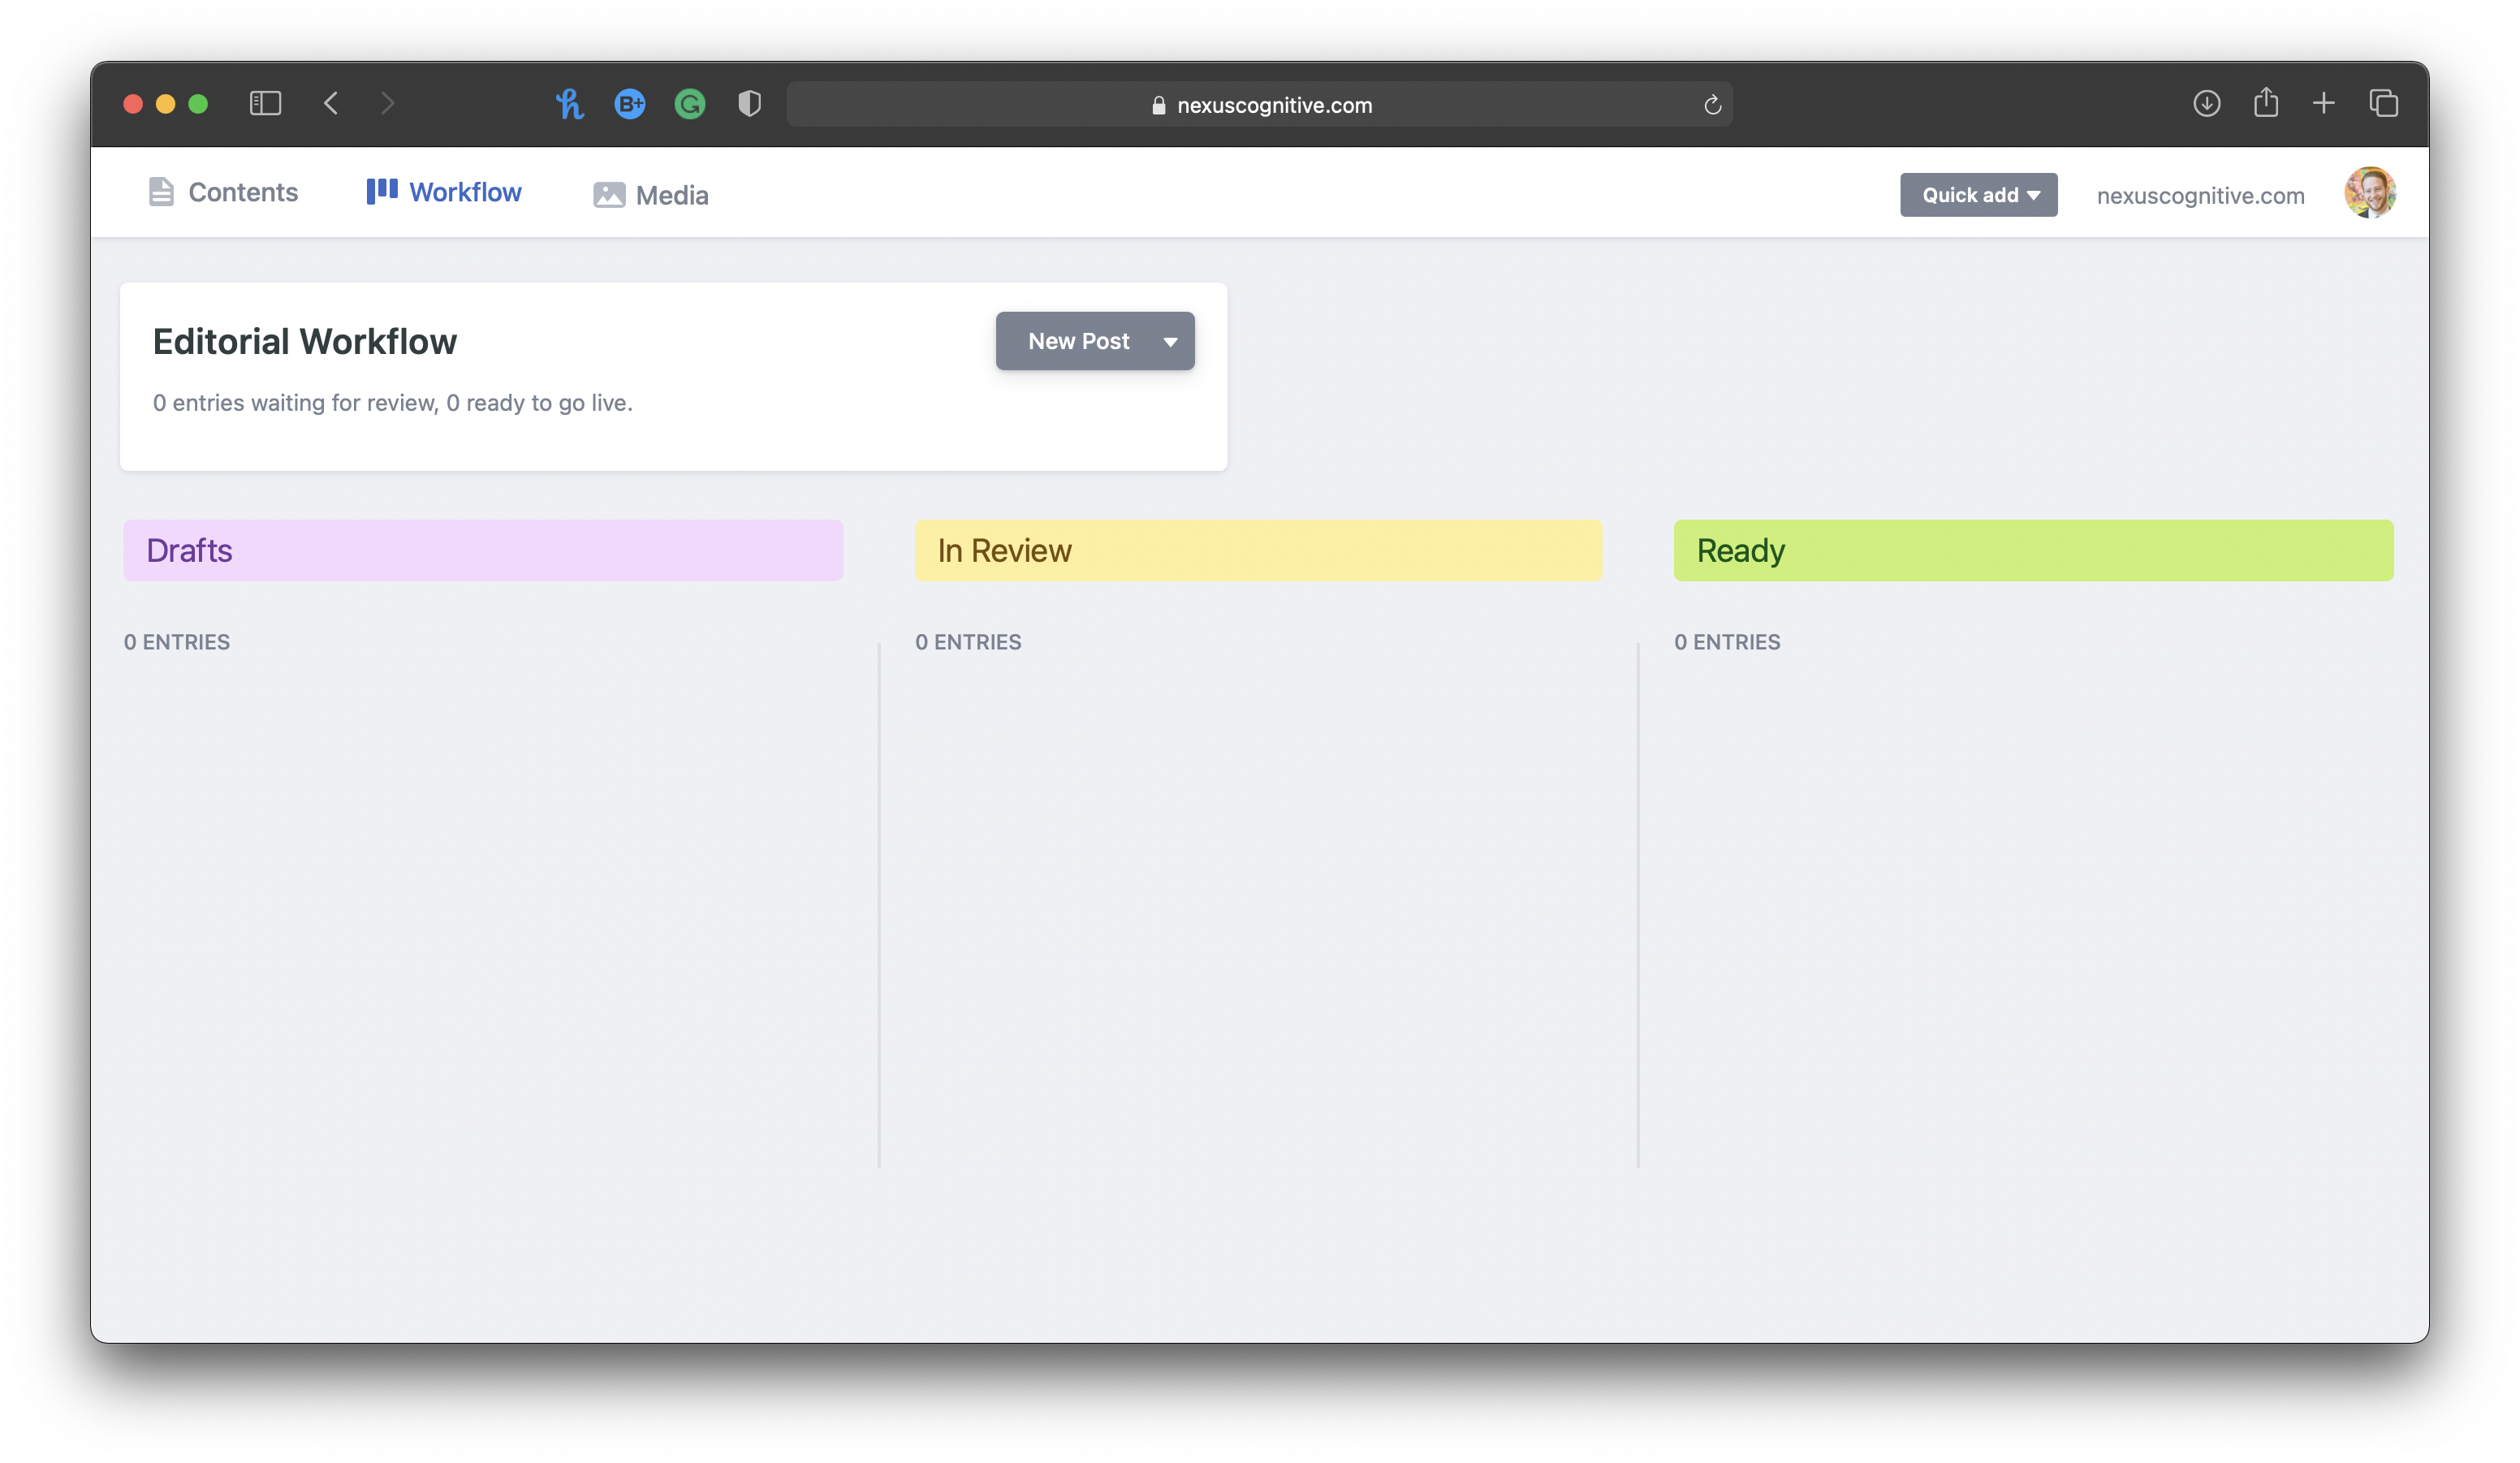 B+
nexuscognitive.com
Contents
Workflow
Media
Quick add
nexuscognitive.com
Editorial Workflow
New Post
0 entries waiting for review, 0 ready to go live.
Drafts
In Review
Ready
0 ENTRIES
0 ENTRIES
0 ENTRIES